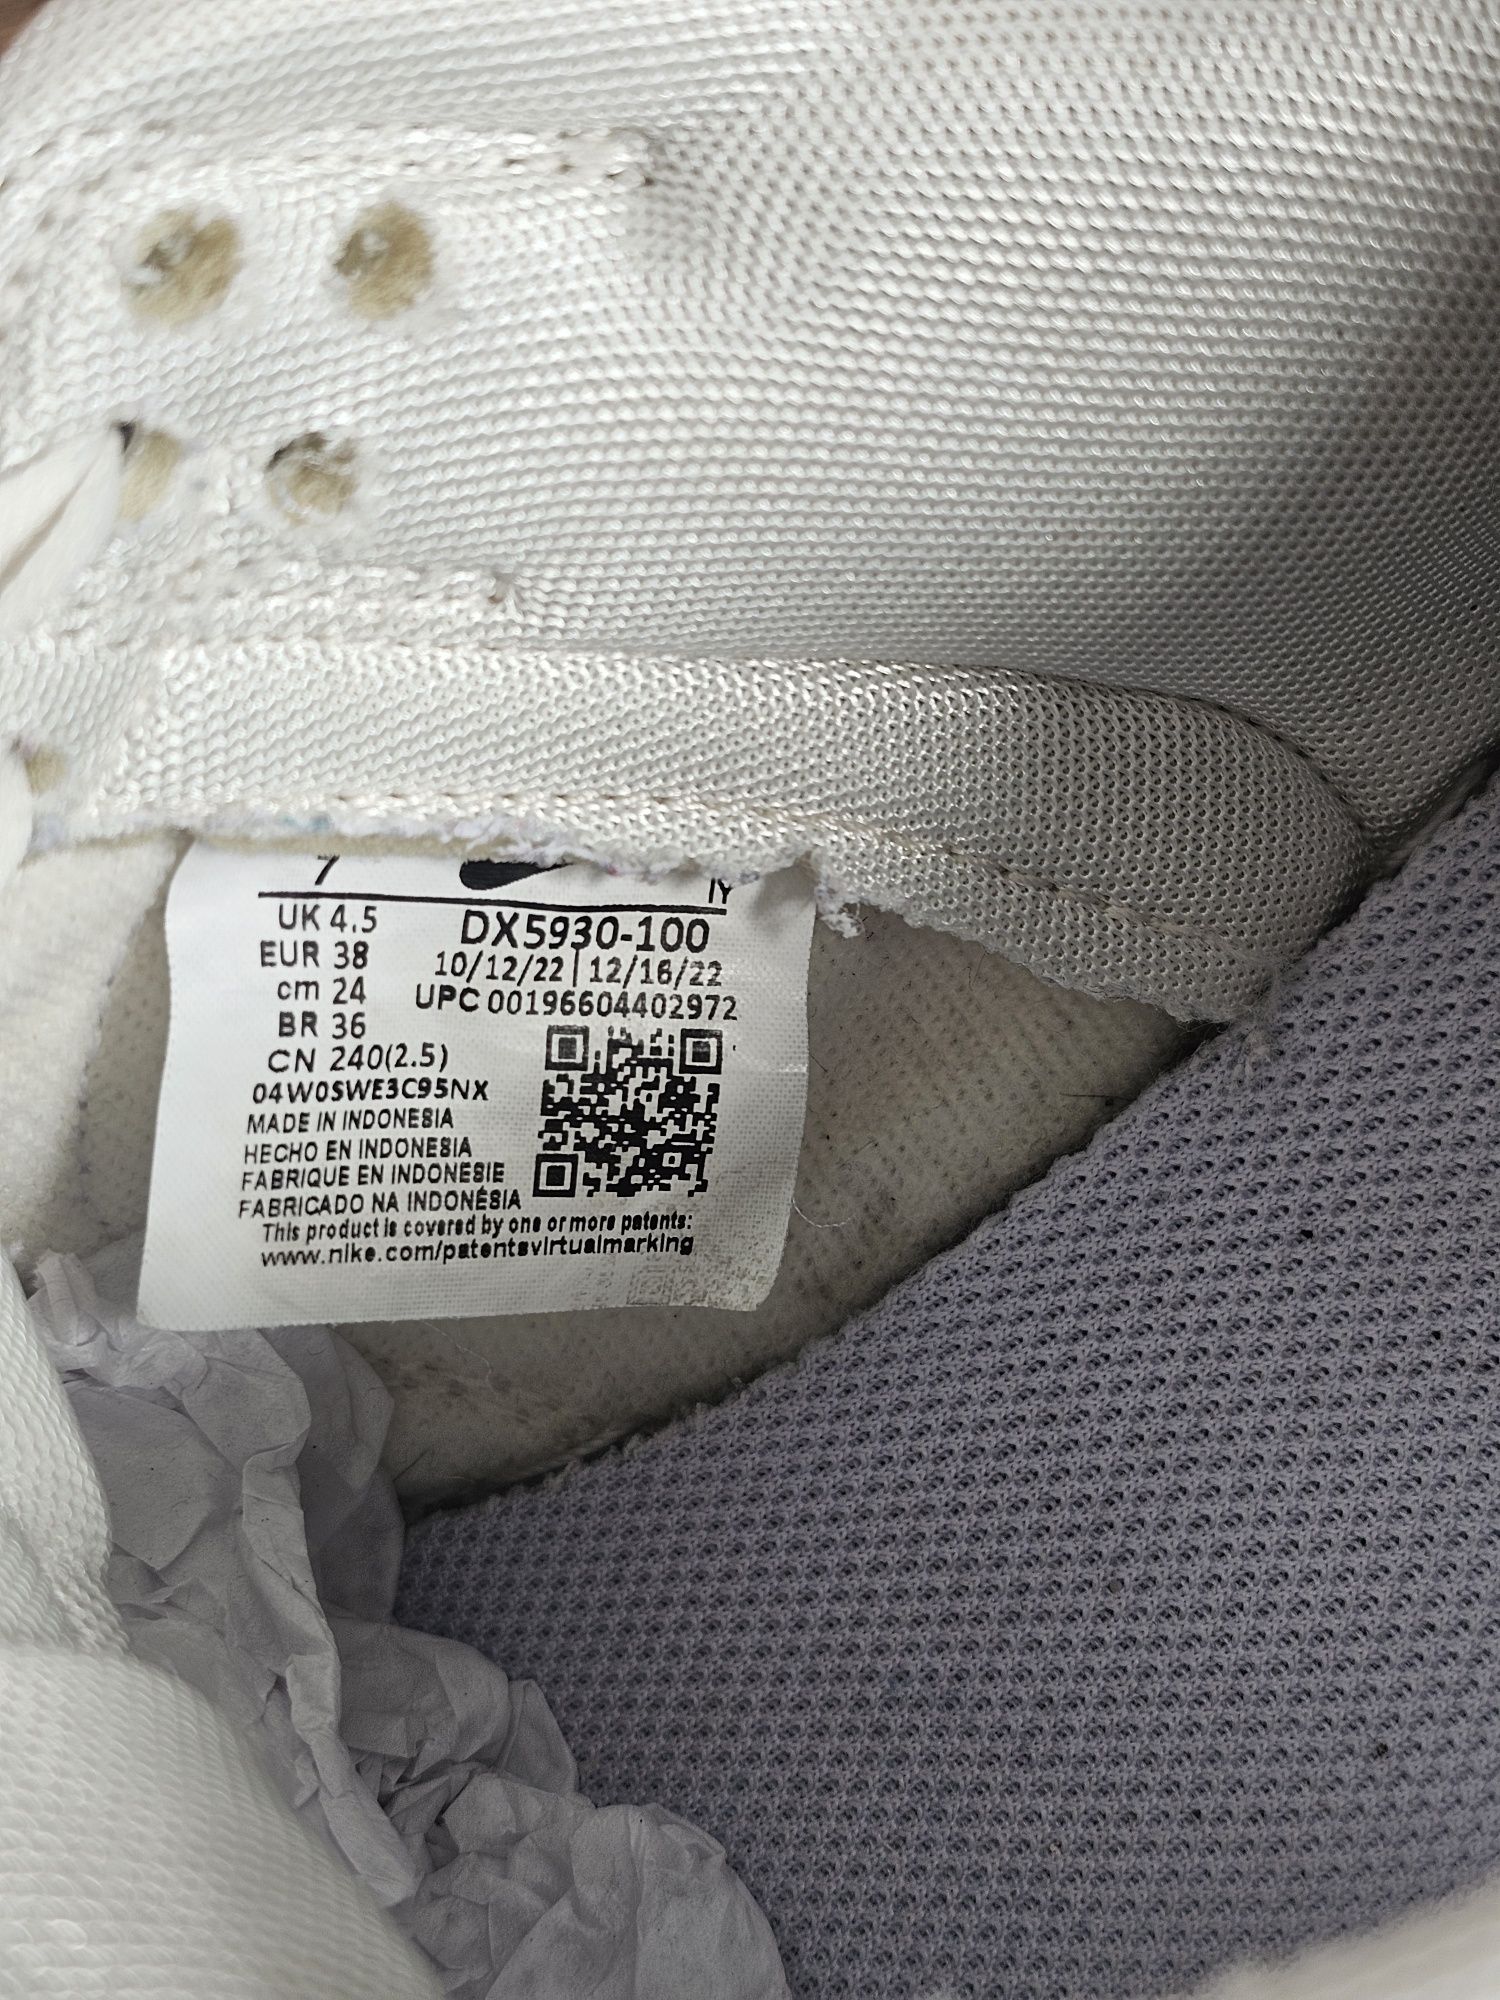 7
IY
UK 4.5
EUR 38
cm 24
BR 36
CN 240(2.5)
DX5930-100
10/12/22 | 12/16/22
UPC 00196604402972
04W0SWE3C95NX
MADE IN INDONESIA
HECHO EN INDONESIA
FABRIQUE EN INDONESIE
FABRICADO NA INDONÉSIA
This product is covered by one or more patents:
www.nike.com/patentsvirtualmarking